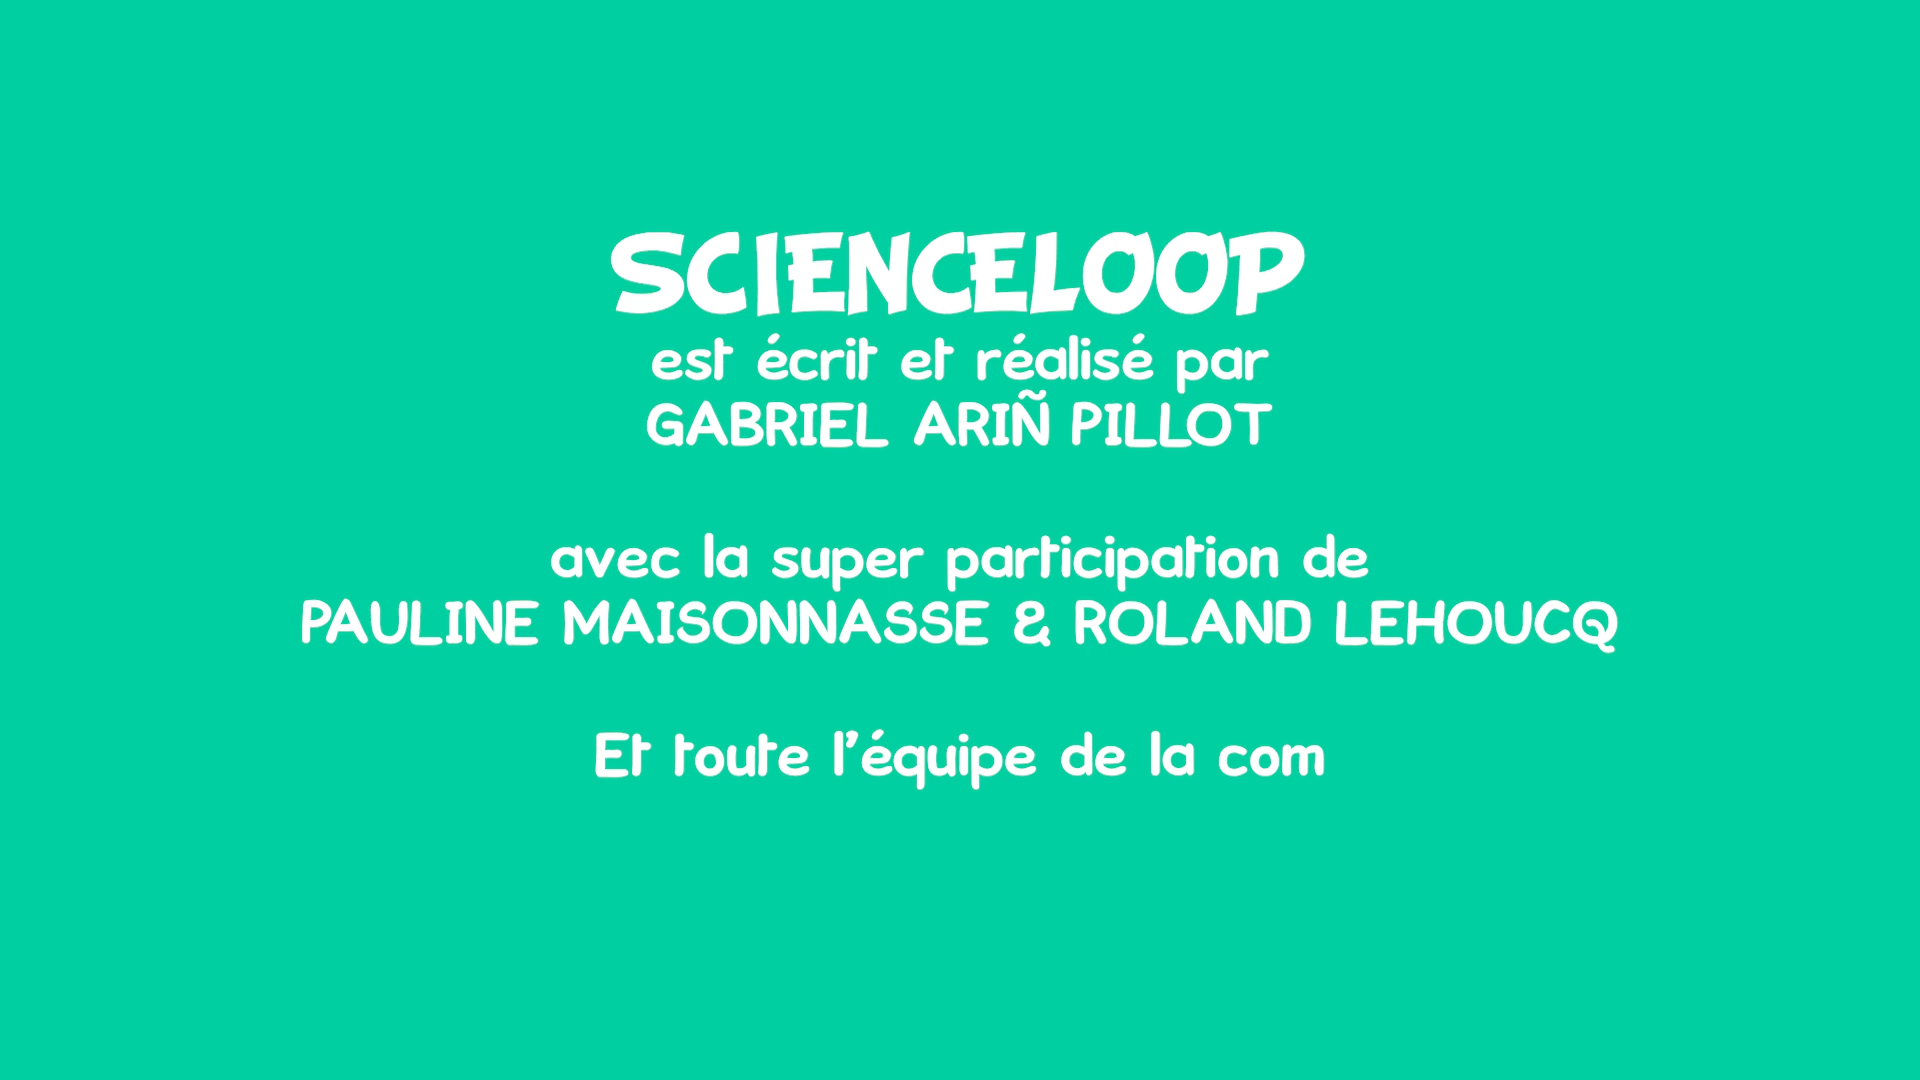 SCIENCELOOP
est écrit et réalisé par
GABRIEL ARIÑ PILLOT
avec la super participation de
PAULINE MAISONNASSE & ROLAND LEHOUCQ
Et toute l'équipe de la com